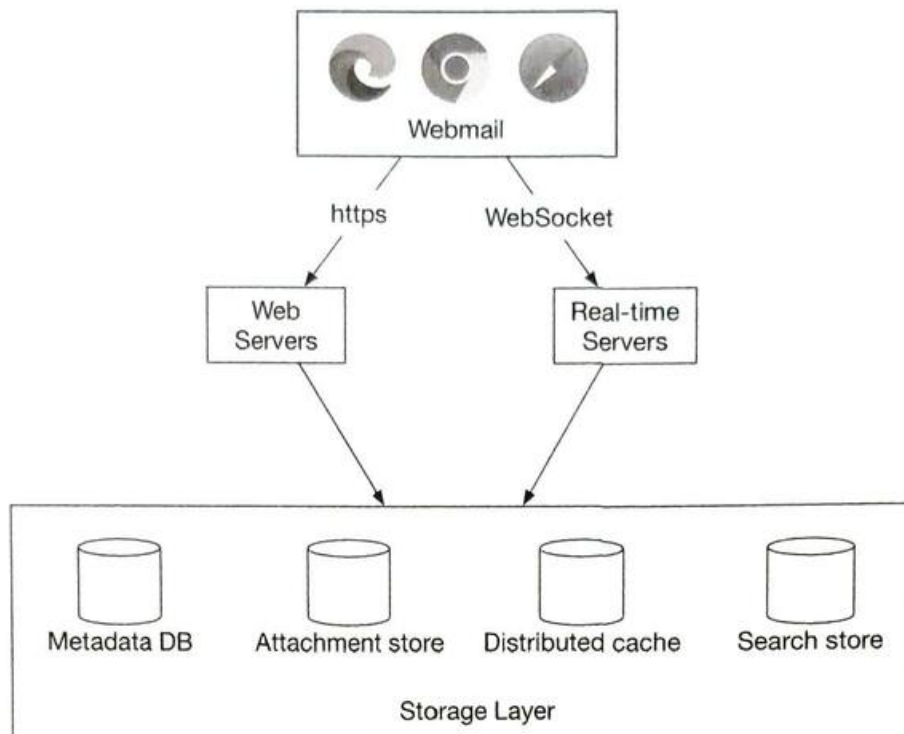 Webmail
https
WebSocket
Web
Servers
Real-time
Servers
Metadata DB
Attachment store
Distributed cache
Search store
Storage Layer